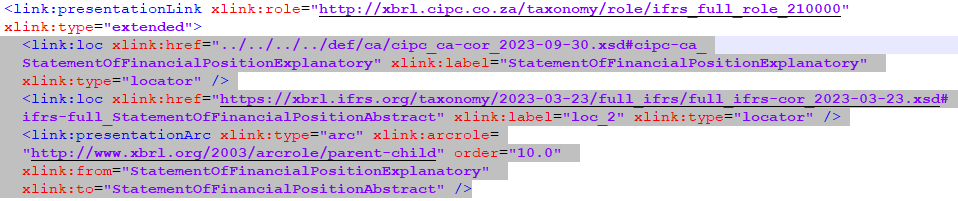 <link:presentationLink xlink:role="http://xbrl.cipc.co.za/taxonomy/role/ifrs_full_role_210000"
xlink:type="extended">
<link:loc xlink:href="../../../../def/ca/cipc_ca-cor_2023-09-30.xsd#cipc-ca_
StatementOfFinancialPositionExplanatory" xlink:label="StatementOfFinancialPositionExplanatory"
xlink:type="locator" />
<link:loc xlink:href="https://xbrl.ifrs.org/taxonomy/2023-03-23/full_ifrs/full_ifrs-cor_2023-03-23.xsd#
ifrs-full_StatementOfFinancialPositionAbstract" xlink:label="loc_2" xlink:type="locator" />
<link:presentationArc xlink:type="arc" xlink:arcrole=
"http://www.xbrl.org/2003/arcrole/parent-child" order="10.0"
xlink:from="StatementOfFinancialPositionExplanatory"
xlink:to="StatementOfFinancialPositionAbstract" />